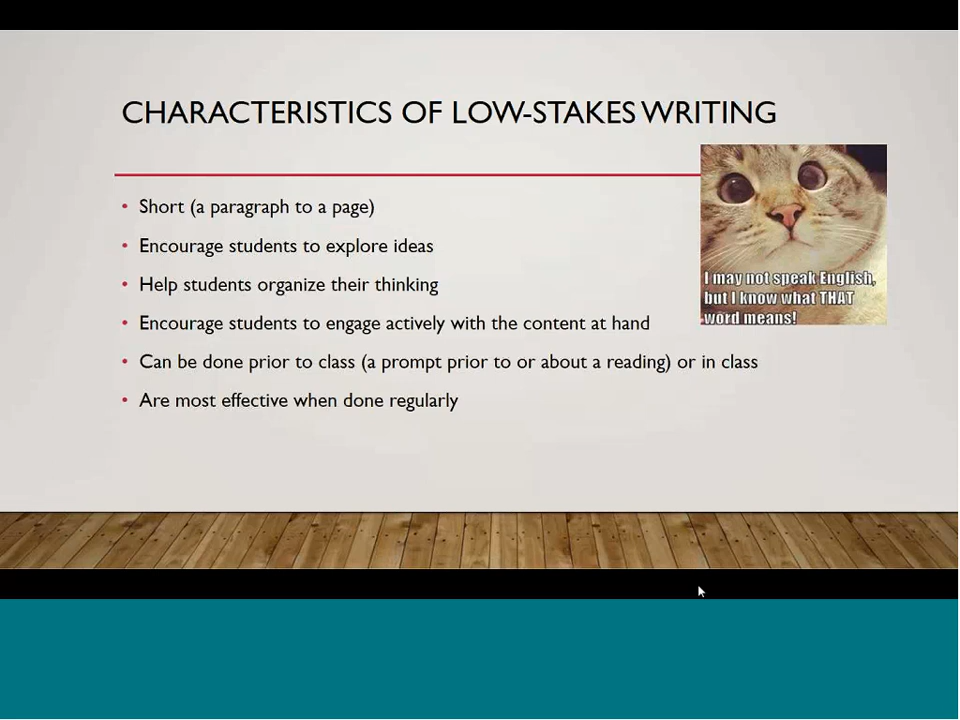 CHARACTERISTICS OF LOW-STAKES WRITING
• Short (a paragraph to a page)
• Encourage students to explore ideas
• Help students organize their thinking
• Encourage students to engage actively with the content at hand
• Can be done prior to class (a prompt prior to or about a reading) or in class
• Are most effective when done regularly
I may not speak English,
but I know what THAT
word means!